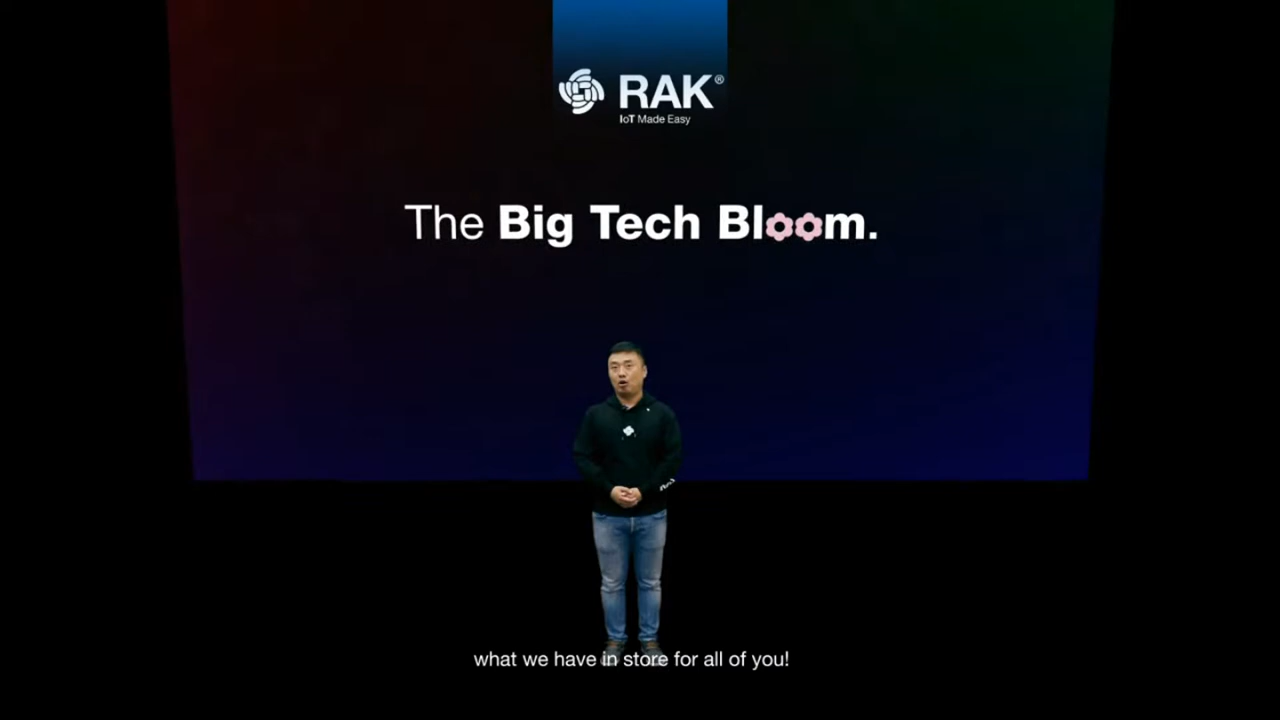 RAK®
IoT Made Easy
The Big Tech Bloom.
what we have in store for all of you!